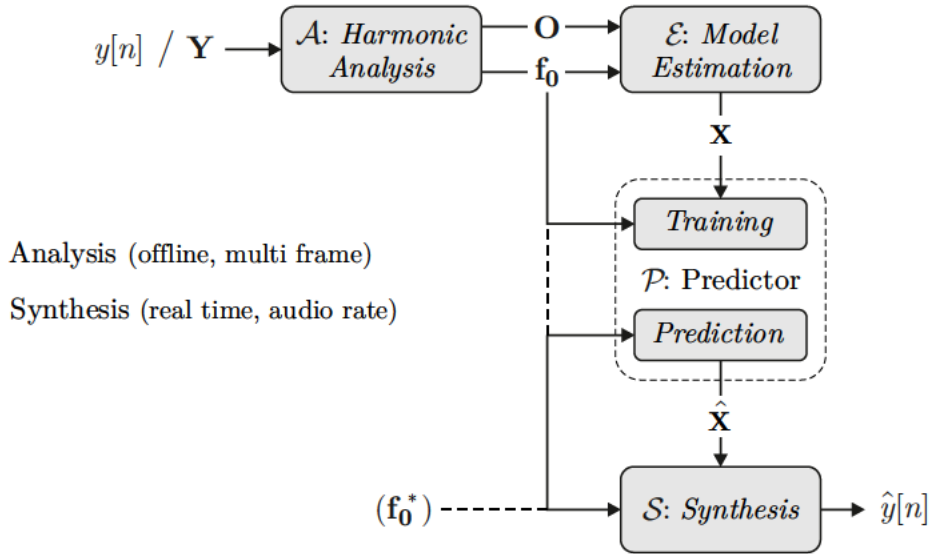 y[n] / Y
𝒜: Harmonic
Analysis
O
f₀
ℰ: Model
Estimation
X
Training
𝒫: Predictor
Prediction
X̂
Analysis (offline, multi frame)
Synthesis (real time, audio rate)
(f₀*)
𝒮: Synthesis
ŷ[n]